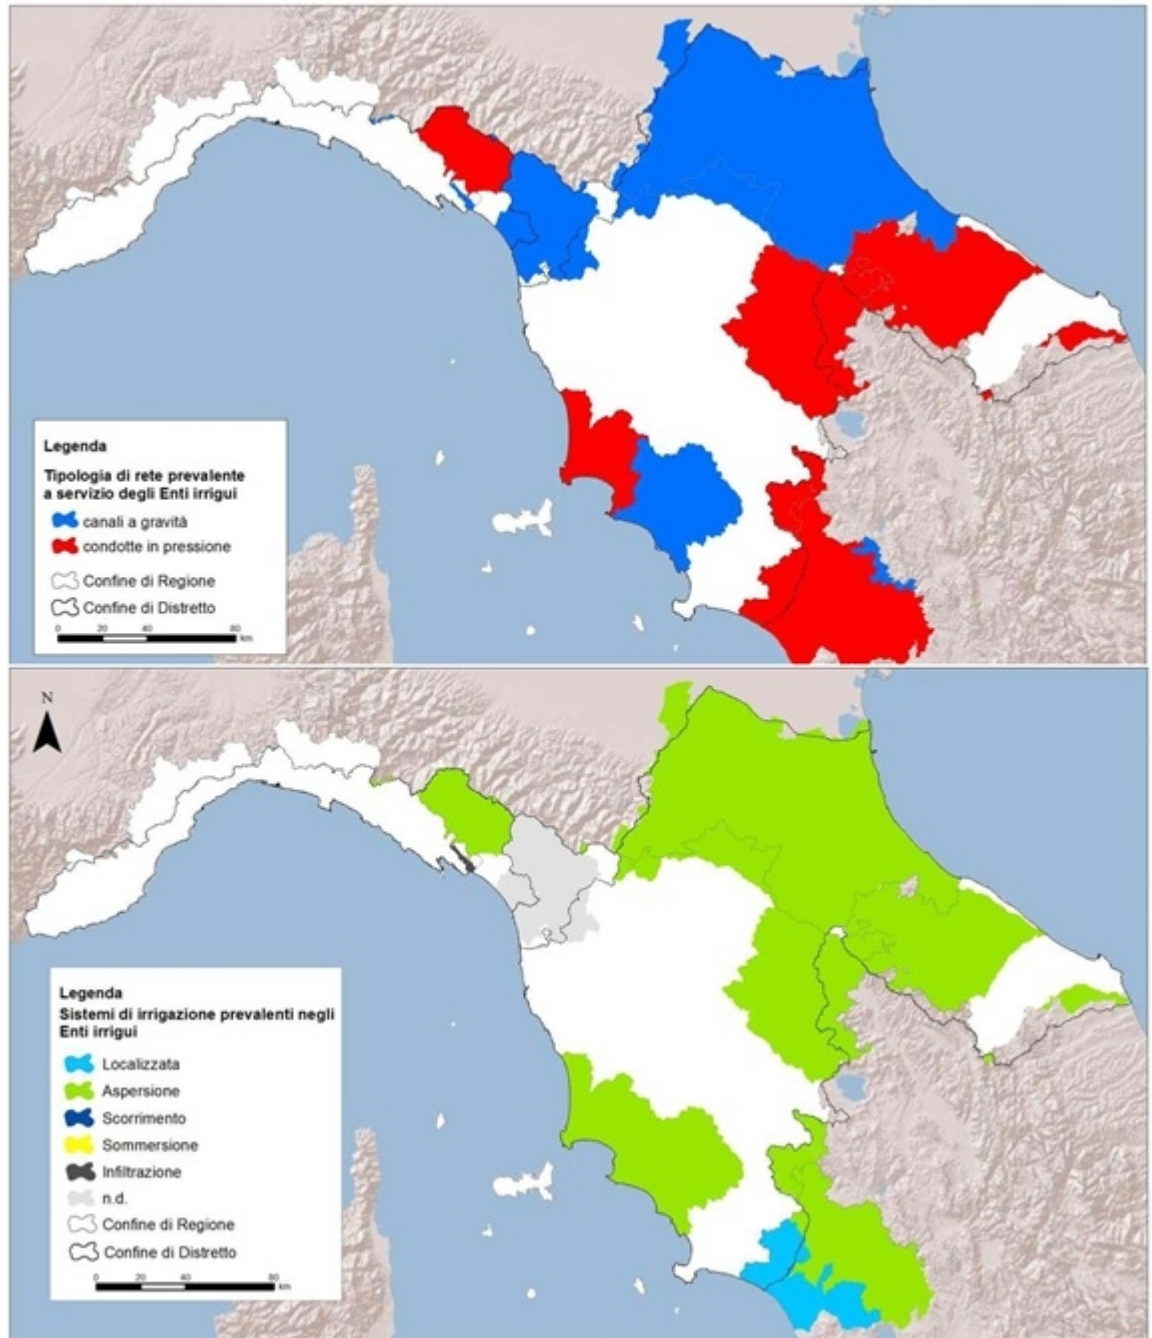 Legenda
Tipologia di rete prevalente
a servizio degli Enti irrigui
canali a gravità
condotte in pressione
Confine di Regione
Confine di Distretto
0 20 40 80
km
N
Legenda
Sistemi di irrigazione prevalenti negli
Enti irrigui
Localizzata
Aspersione
Scorrimento
Sommersione
Infiltrazione
n.d.
Confine di Regione
Confine di Distretto
0 20 40 80
km